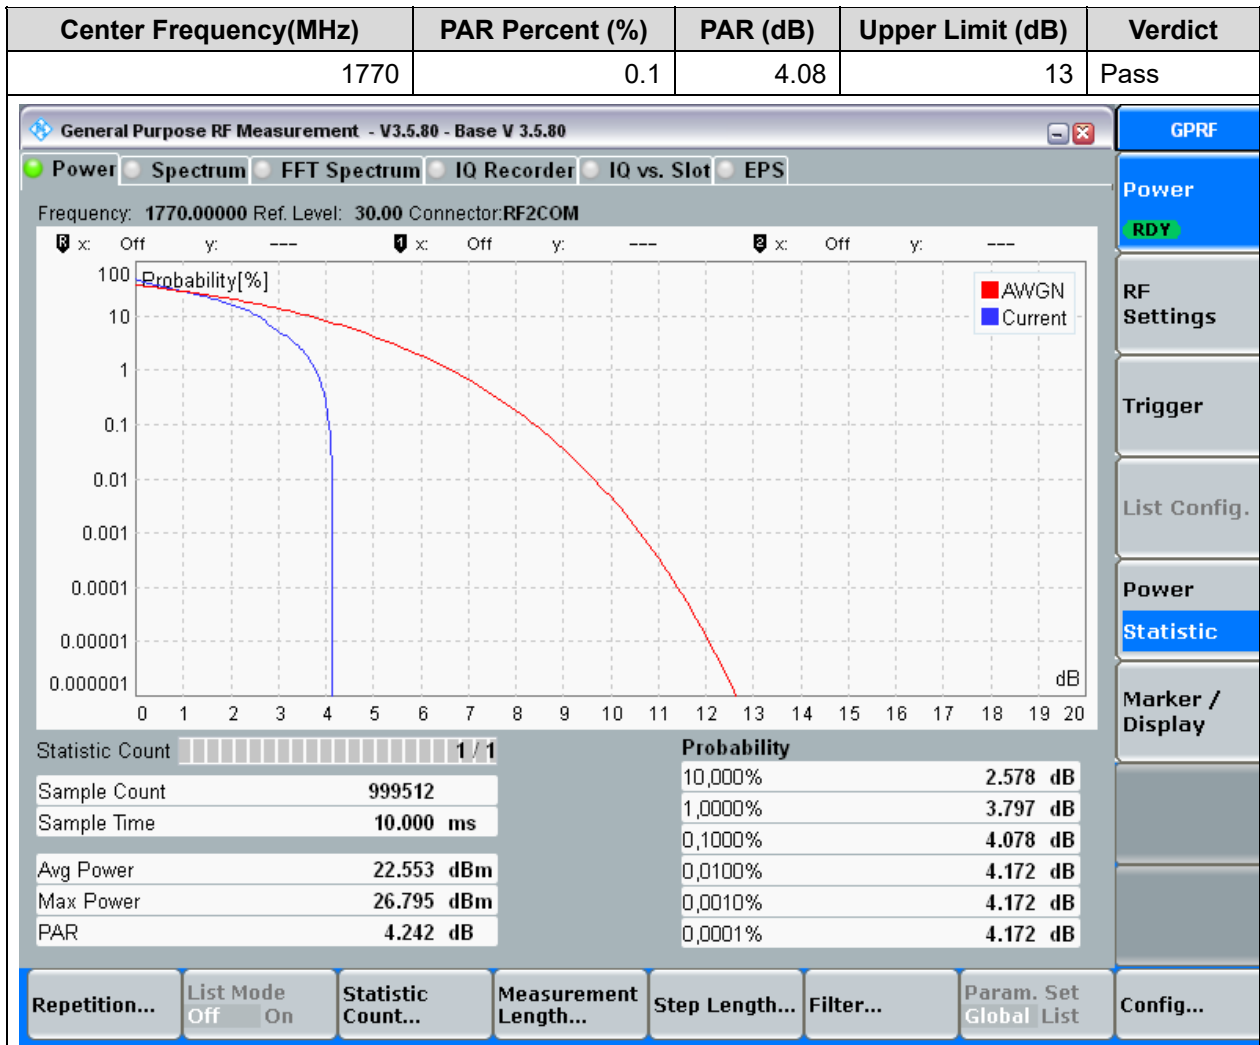 Center Frequency(MHz) PAR Percent (%) PAR (dB) Upper Limit (dB) Verdict
1770 0.1 4.08 13 Pass
General Purpose RF Measurement - V3.5.80 - Base V 3.5.80
GPRF
Power Spectrum FFT Spectrum IQ Recorder IQ vs. Slot EPS
Frequency: 1770.00000 Ref. Level: 30.00 Connector:RF2COM
R x: Off y: --- 1 x: Off y: --- 2 x: Off y: ---
Probability[%]
AWGN
Current
100
10
1
0.1
0.01
0.001
0.0001
0.00001
0.000001
dB
0 1 2 3 4 5 6 7 8 9 10 11 12 13 14 15 16 17 18 19 20
Statistic Count 1 / 1
Sample Count 999512
Sample Time 10.000 ms
Avg Power 22.553 dBm
Max Power 26.795 dBm
PAR 4.242 dB
Probability
10,000% 2.578 dB
1,0000% 3.797 dB
0,1000% 4.078 dB
0,0100% 4.172 dB
0,0010% 4.172 dB
0,0001% 4.172 dB
Power
RDY
RF
Settings
Trigger
List Config.
Power
Statistic
Marker /
Display
Repetition...
List Mode
Off On
Statistic
Count...
Measurement
Length...
Step Length...
Filter...
Param. Set
Global List
Config...